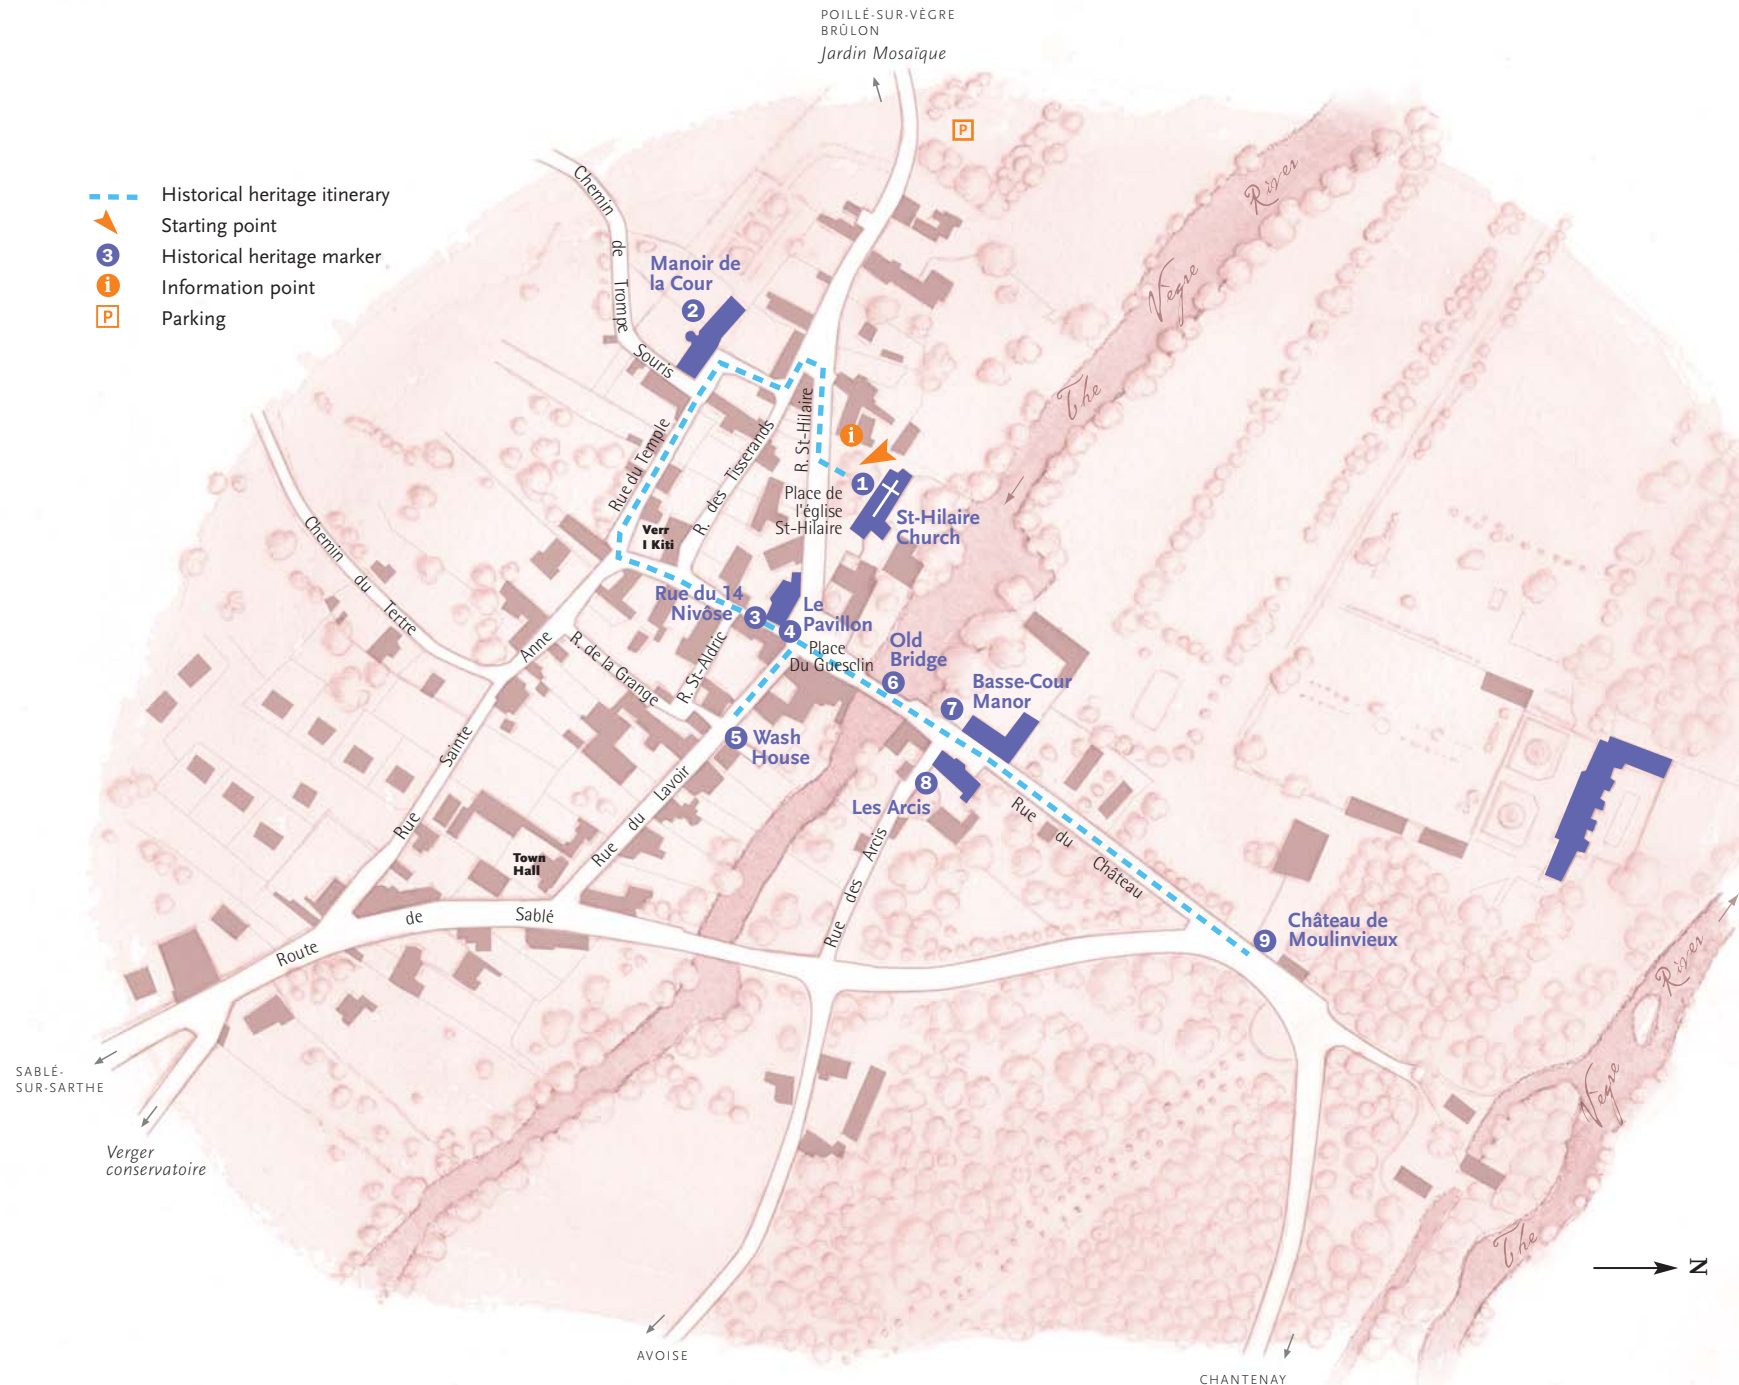 POILLÉ-SUR-VÈGRE
BRÛLON
Jardin Mosaïque
P
Historical heritage itinerary
Starting point
3 Historical heritage marker
i Information point
P Parking
Chemin de Trompe Souris
Manoir de
la Cour
2
The Vègre River
Rue du Temple
R. des Tisserands
R. St-Hilaire
i
1
Place de
l'église
St-Hilaire
St-Hilaire
Church
Verr
I Kiti
Chemin du Tertre
Rue du 14
Nivôse
3
4
Le
Pavillon
Place
Du Guesclin
Old
Bridge
6
R. de la Grange
R. St-Aldric
Rue Sainte Anne
7
Basse-Cour
Manor
5
Wash
House
8
Les Arcis
Rue du Lavoir
Rue des Arcis
Rue du Château
Town
Hall
Route de Sablé
9
Château de
Moulinvieux
The Vègre River
SABLÉ-
SUR-SARTHE
Verger
conservatoire
N
AVOISE
CHANTENAY